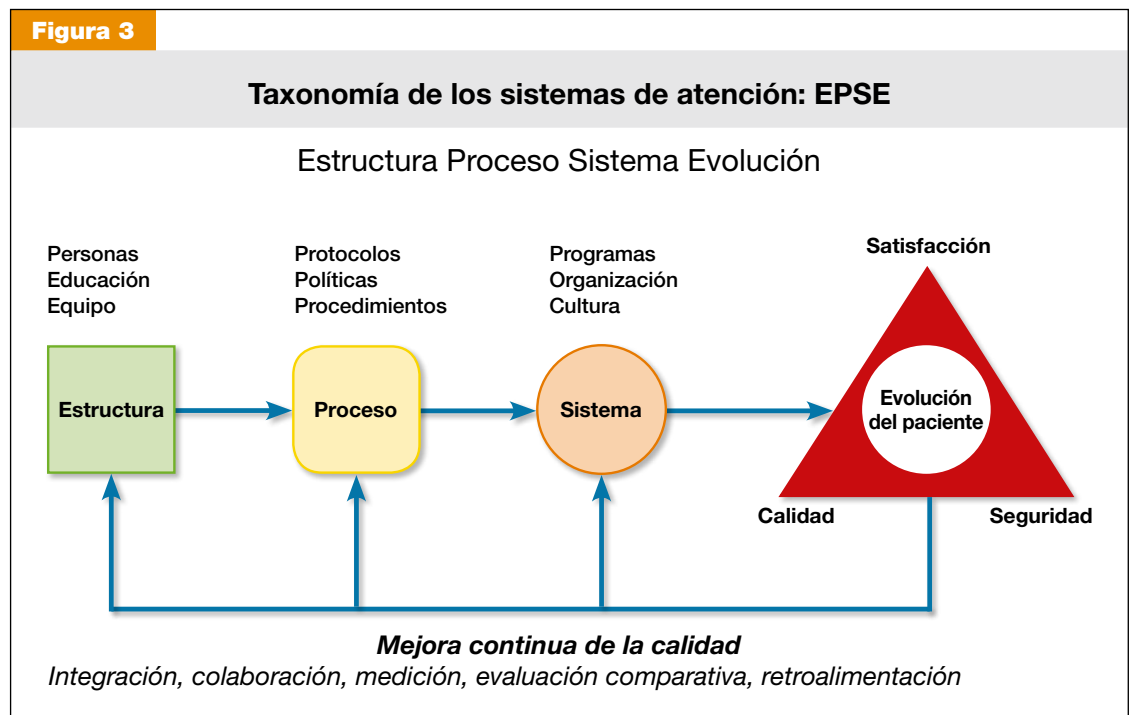 Figura 3
Taxonomía de los sistemas de atención: EPSE
Estructura Proceso Sistema Evolución
Personas
Educación
Equipo
Protocolos
Políticas
Procedimientos
Programas
Organización
Cultura
Satisfacción
Estructura
Proceso
Sistema
Evolución
del paciente
Calidad
Seguridad
Mejora continua de la calidad
Integración, colaboración, medición, evaluación comparativa, retroalimentación